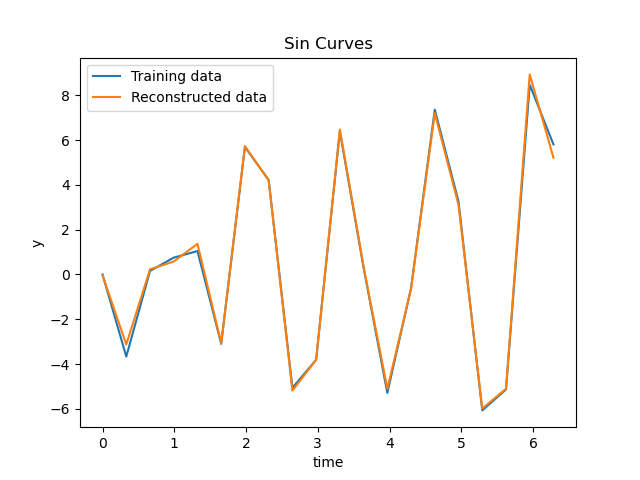 Sin Curves
Training data
Reconstructed data
y
8
6
4
2
0
−2
−4
−6
0 1 2 3 4 5 6
time